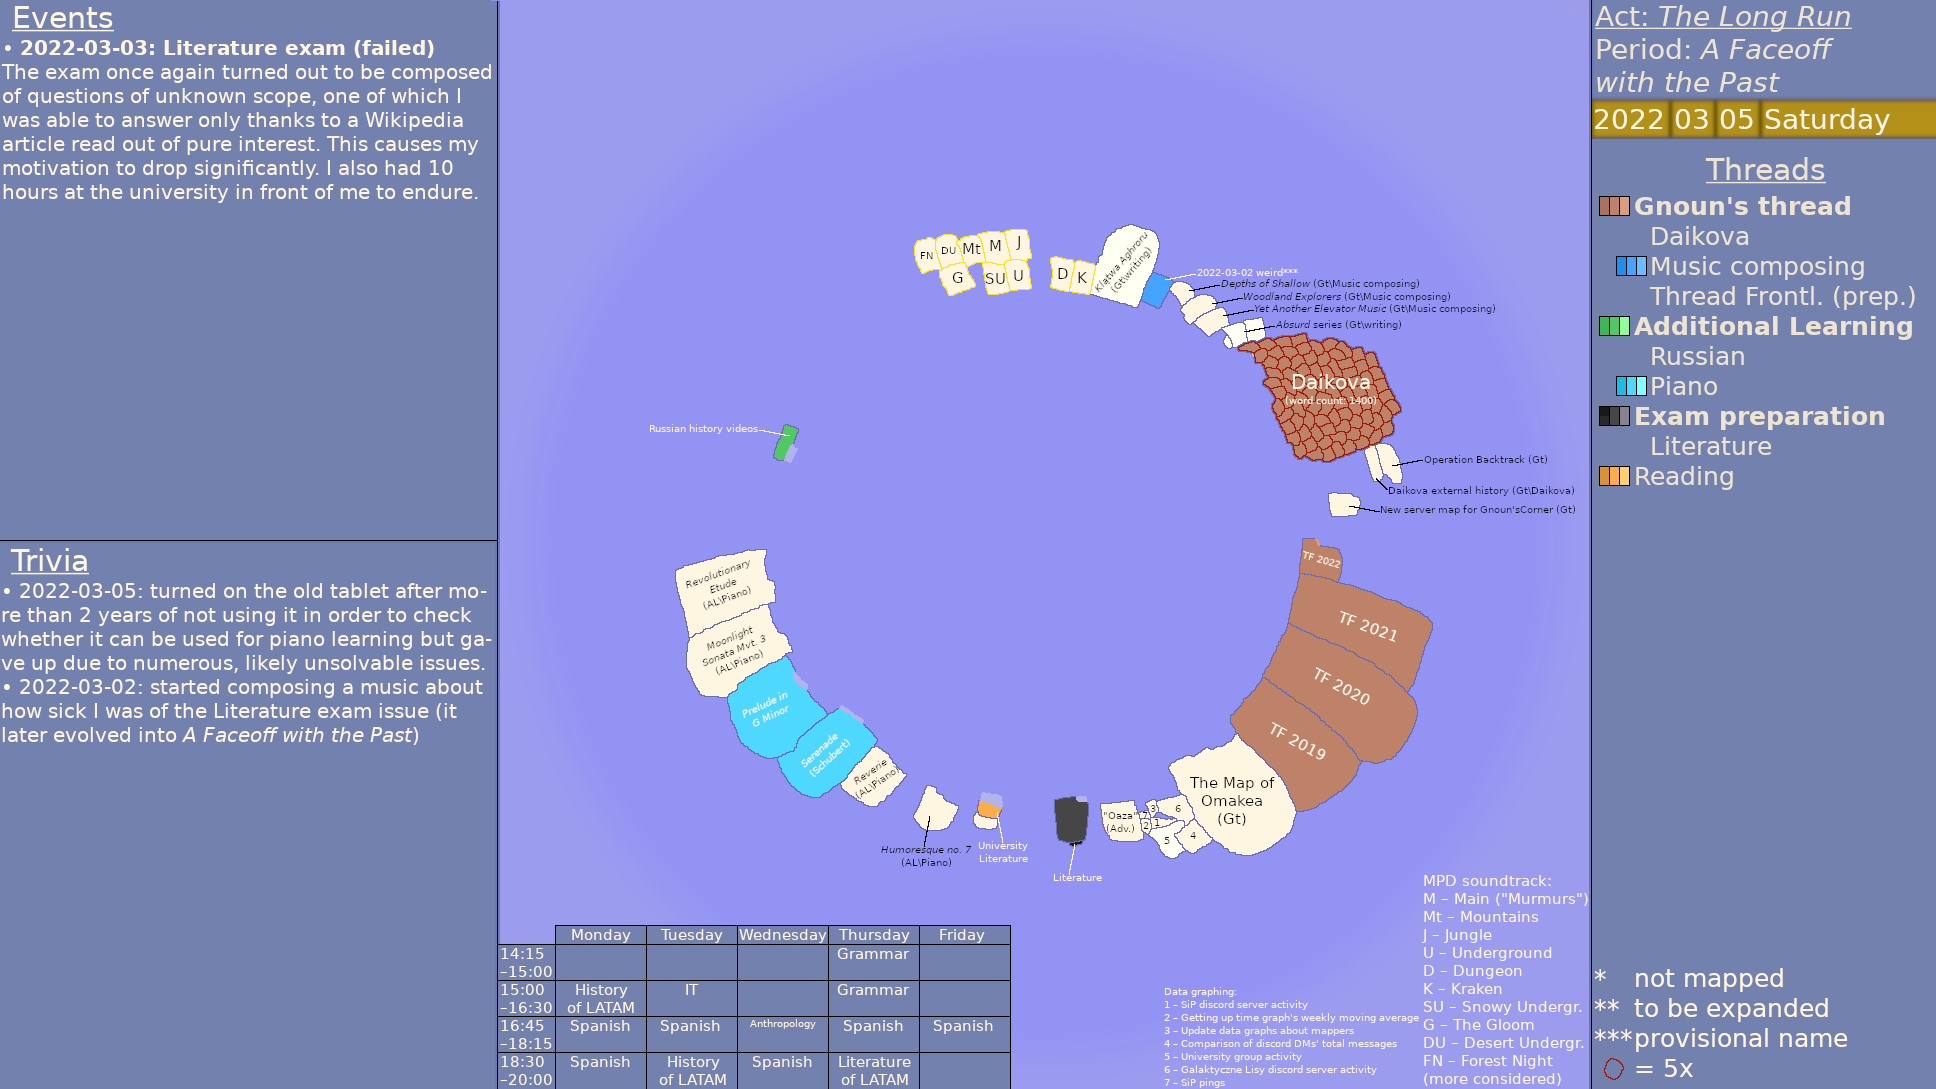 Events
• 2022-03-03: Literature exam (failed)
The exam once again turned out to be composed
of questions of unknown scope, one of which I
was able to answer only thanks to a Wikipedia
article read out of pure interest. This causes my
motivation to drop significantly. I also had 10
hours at the university in front of me to endure.
Trivia
• 2022-03-05: turned on the old tablet after mo-
re than 2 years of not using it in order to check
whether it can be used for piano learning but ga-
ve up due to numerous, likely unsolvable issues.
• 2022-03-02: started composing a music about
how sick I was of the Literature exam issue (it
later evolved into A Faceoff with the Past)
FN
DU
Mt
M
J
G
SU
U
D
K
Klątwa Aghroru
(Gt\writing)
2022-03-02 weird***
Depths of Shallow (Gt\Music composing)
Woodland Explorers (Gt\Music composing)
Yet Another Elevator Music (Gt\Music composing)
Absurd series (Gt\writing)
Daikova
(word count: 1400)
Operation Backtrack (Gt)
Daikova external history (Gt\Daikova)
New server map for Gnoun'sCorner (Gt)
TF 2022
TF 2021
TF 2020
TF 2019
The Map of
Omakea
(Gt)
"Oaza"
(Adv.)
7
3
2
1
6
5
4
Literature
University
Literature
Humoresque no. 7
(AL\Piano)
Reverie
(AL\Piano)
Serenade
(Schubert)
Prelude in
G Minor
Moonlight
Sonata Mvt. 3
(AL\Piano)
Revolutionary
Etude
(AL\Piano)
Russian history videos
Monday Tuesday Wednesday Thursday Friday
14:15
–15:00
Grammar
15:00
–16:30
History
of LATAM
IT
Grammar
16:45
–18:15
Spanish
Spanish
Anthropology
Spanish
Spanish
18:30
–20:00
Spanish
History
of LATAM
Spanish
Literature
of LATAM
Data graphing:
1 – SiP discord server activity
2 – Getting up time graph's weekly moving average
3 – Update data graphs about mappers
4 – Comparison of discord DMs' total messages
5 – University group activity
6 – Galaktyczne Lisy discord server activity
7 – SiP pings
MPD soundtrack:
M – Main ("Murmurs")
Mt – Mountains
J – Jungle
U – Underground
D – Dungeon
K – Kraken
SU – Snowy Undergr.
G – The Gloom
DU – Desert Undergr.
FN – Forest Night
(more considered)
Act: The Long Run
Period: A Faceoff
with the Past
2022 03 05 Saturday
Threads
Gnoun's thread
Daikova
Music composing
Thread Frontl. (prep.)
Additional Learning
Russian
Piano
Exam preparation
Literature
Reading
* not mapped
** to be expanded
***provisional name
= 5x